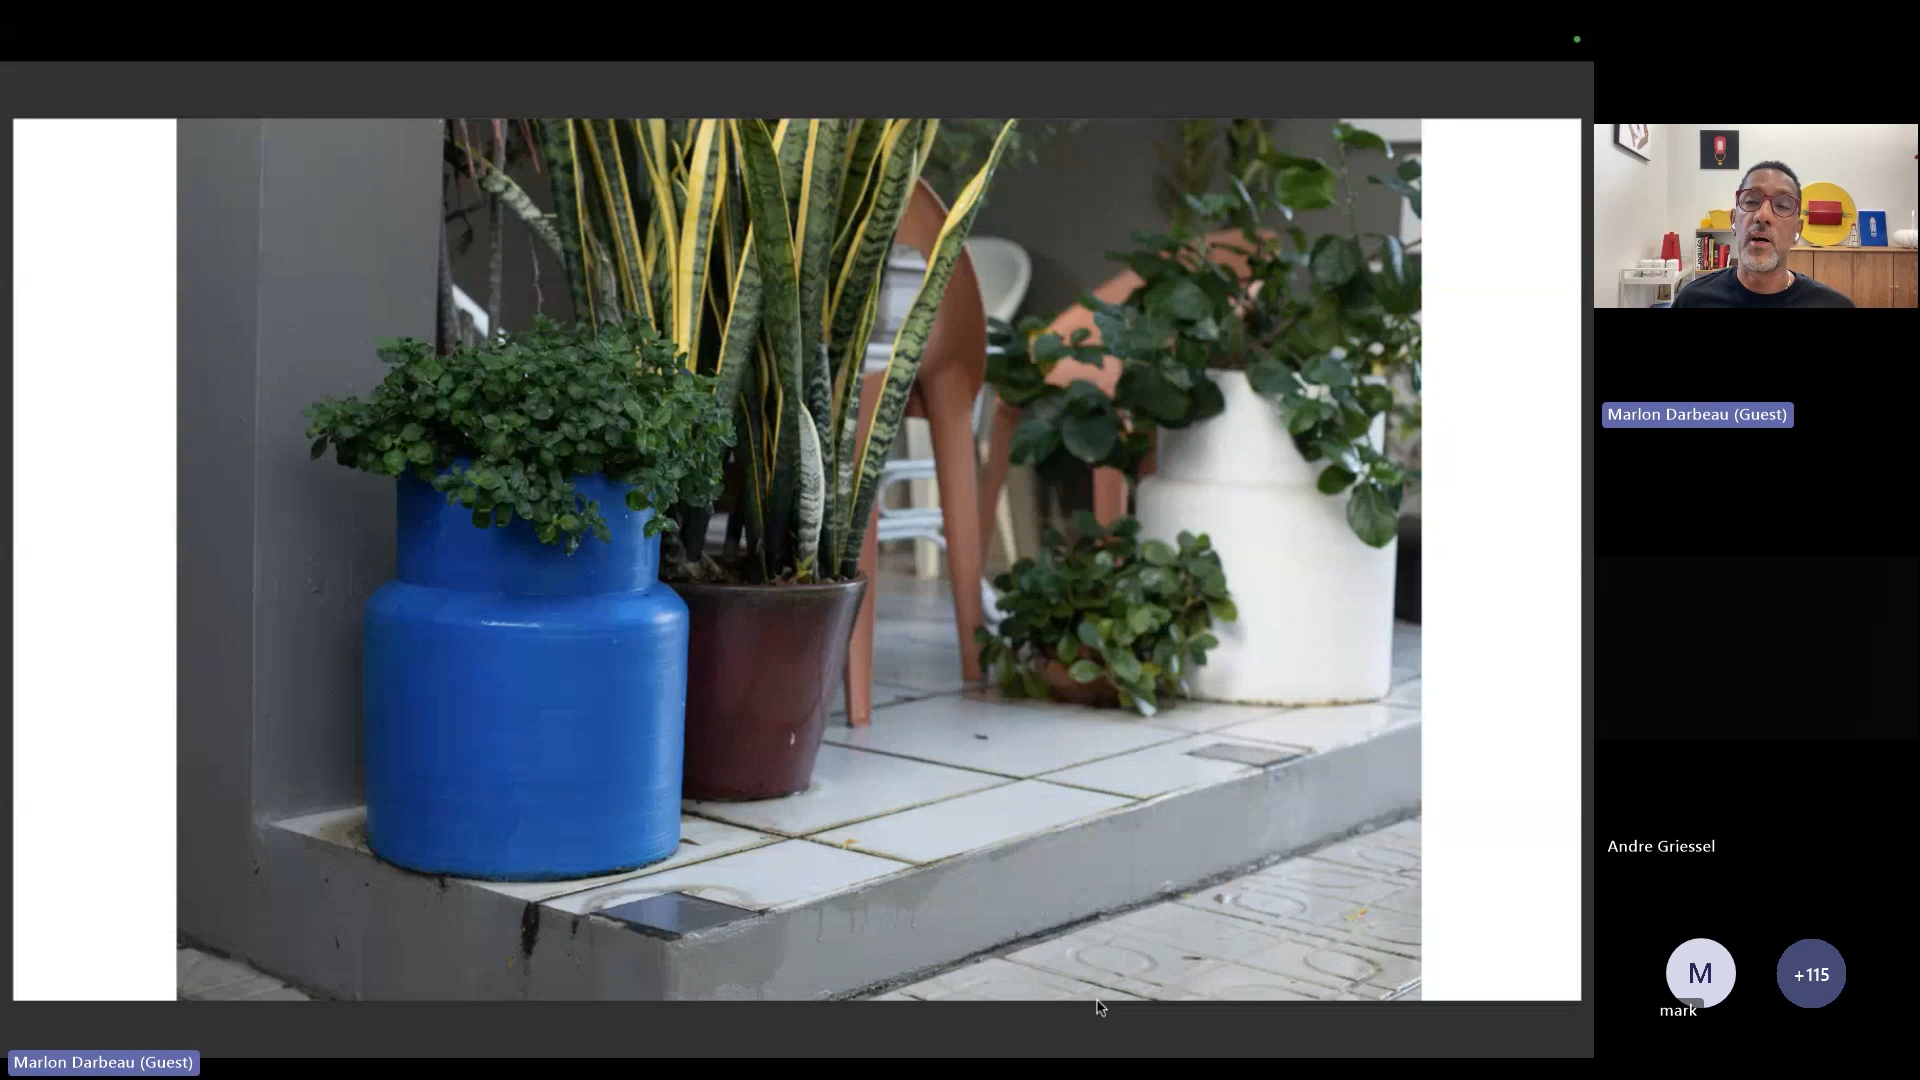 Marlon Darbeau (Guest)
Andre Griessel
M
+115
mark
Marlon Darbeau (Guest)